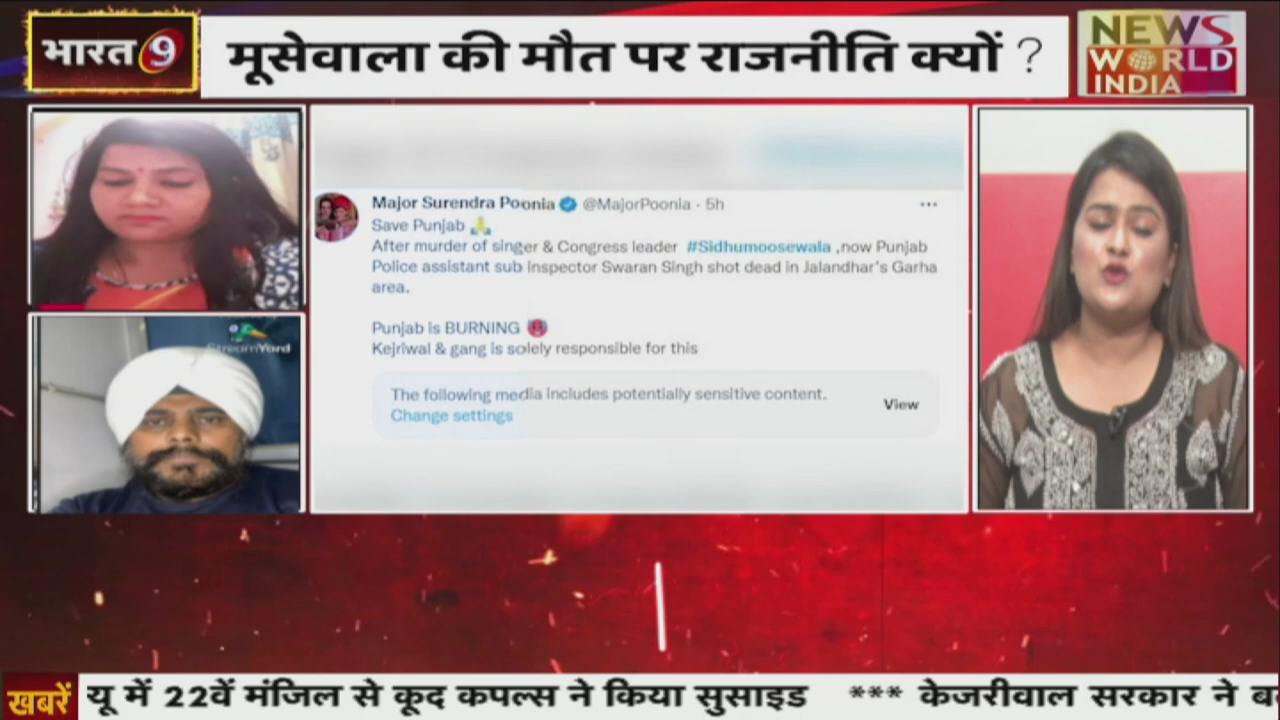 भारत 9
मूसेवाला की मौत पर राजनीति क्यों ?
NEWS
WORLD
INDIA
StreamYard
Major Surendra Poonia @MajorPoonia · 5h
Save Punjab 🙏
After murder of singer & Congress leader #Sidhumoosewala ,now Punjab
Police assistant sub inspector Swaran Singh shot dead in Jalandhar's Garha
area.
Punjab is BURNING 👹
Kejriwal & gang is solely responsible for this
The following media includes potentially sensitive content.
Change settings
View
खबरें
यू में 22वें मंजिल से कूद कपल्स ने किया सुसाइड *** केजरीवाल सरकार ने ब